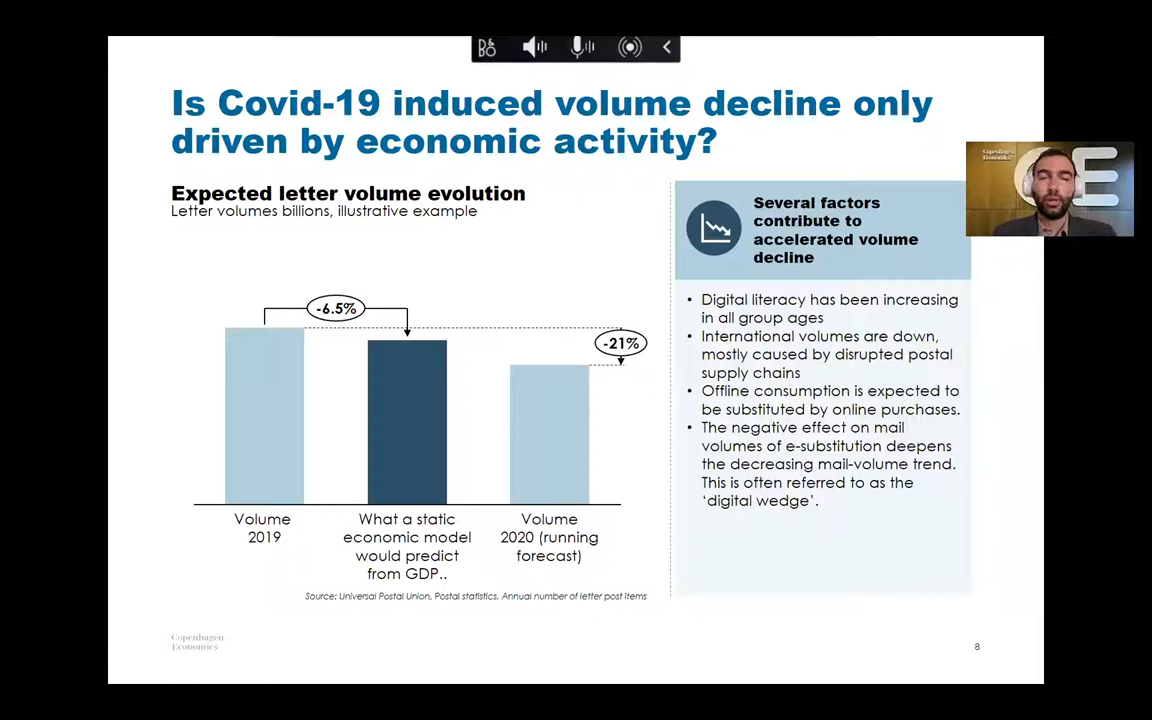 B&O
Is Covid-19 induced volume decline only
driven by economic activity?
Expected letter volume evolution
Letter volumes billions, illustrative example
-6.5%
-21%
Volume
2019
What a static
economic model
would predict
from GDP..
Volume
2020 (running
forecast)
Source: Universal Postal Union, Postal statistics, Annual number of letter post items
Several factors
contribute to
accelerated volume
decline
• Digital literacy has been increasing
in all group ages
• International volumes are down,
mostly caused by disrupted postal
supply chains
• Offline consumption is expected to
be substituted by online purchases.
• The negative effect on mail
volumes of e-substitution deepens
the decreasing mail-volume trend.
This is often referred to as the
‘digital wedge’.
Copenhagen
Economics
CE
Copenhagen
Economics
8